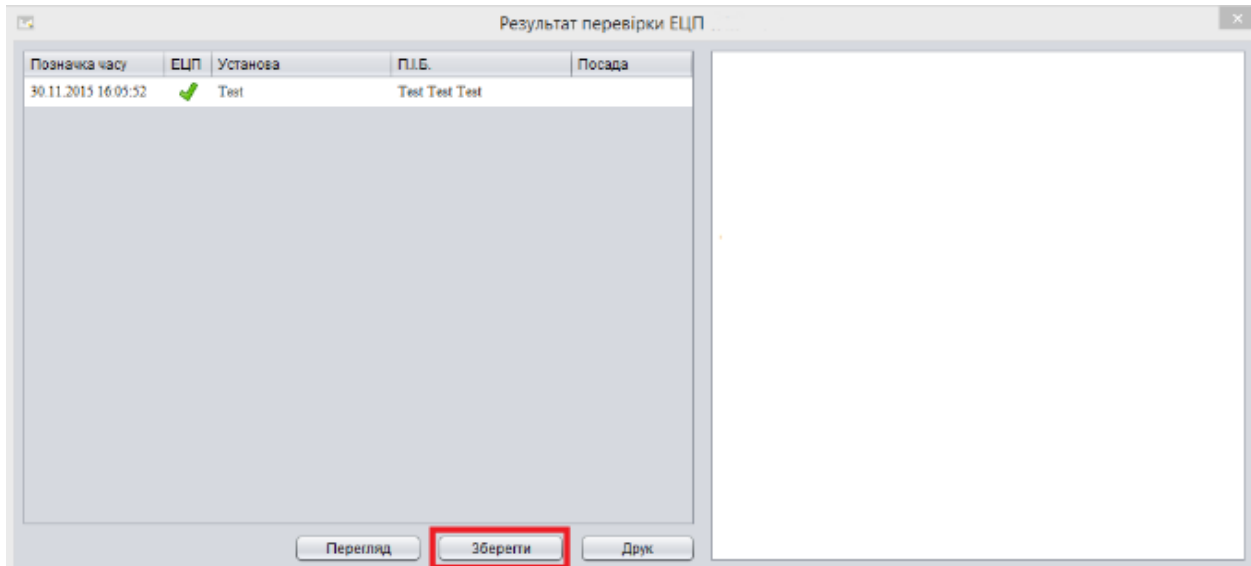 Результат перевірки ЕЦП
Позначка часу ЕЦП Установа П.І.Б. Посада
30.11.2015 16:05:52 Test Test Test Test
Перегляд Зберегти Друк